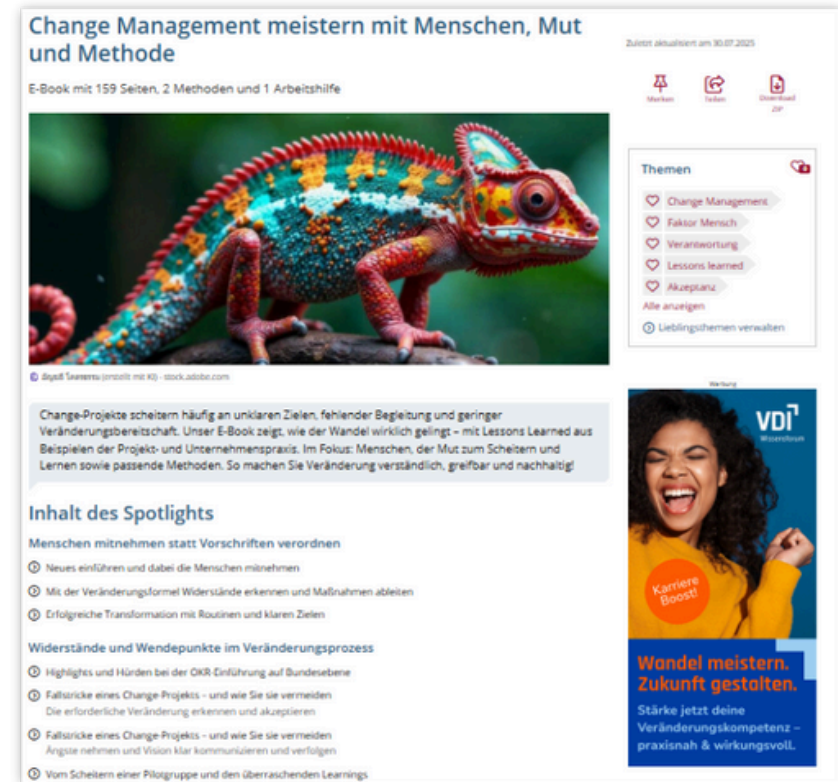 Change Management meistern mit Menschen, Mut
und Methode
E-Book mit 159 Seiten, 2 Methoden und 1 Arbeitshilfe
(erstellt mit KI) - stock.adobe.com
Change-Projekte scheitern häufig an unklaren Zielen, fehlender Begleitung und geringer
Veränderungsbereitschaft. Unser E-Book zeigt, wie der Wandel wirklich gelingt – mit Lessons Learned aus
Beispielen der Projekt- und Unternehmenspraxis. Im Fokus: Menschen, der Mut zum Scheitern und
Lernen sowie passende Methoden. So machen Sie Veränderung verständlich, greifbar und nachhaltig!
Inhalt des Spotlights
Menschen mitnehmen statt Vorschriften verordnen
Neues einführen und dabei die Menschen mitnehmen
Mit der Veränderungsformel Widerstände erkennen und Maßnahmen ableiten
Erfolgreiche Transformation mit Routinen und klaren Zielen
Widerstände und Wendepunkte im Veränderungsprozess
Highlights und Hürden bei der OKR-Einführung auf Bundesebene
Fallstricke eines Change-Projekts – und wie Sie sie vermeiden
Die erforderliche Veränderung erkennen und akzeptieren
Fallstricke eines Change-Projekts – und wie Sie sie vermeiden
Ängste nehmen und Vision klar kommunizieren und verfolgen
Vom Scheitern einer Pilotgruppe und den überraschenden Learnings
Zuletzt aktualisiert am 30.07.2025
Merken
Teilen
Download
ZIP
Themen
Change Management
Faktor Mensch
Verantwortung
Lessons learned
Akzeptanz
Alle anzeigen
Lieblingsthemen verwalten
Werbung
VDI
Wissensforum
Karriere
Boost!
Wandel meistern.
Zukunft gestalten.
Stärke jetzt deine
Veränderungskompetenz –
praxisnah & wirkungsvoll.